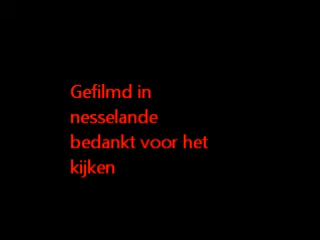 Gefilmd in
nesselande
bedankt voor het
kijken